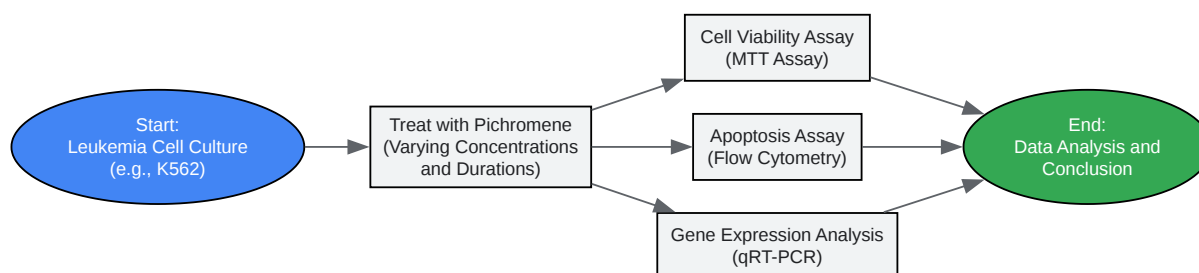 Start:
Leukemia Cell Culture
(e.g., K562)
Treat with Pichromene
(Varying Concentrations
and Durations)
Cell Viability Assay
(MTT Assay)
Apoptosis Assay
(Flow Cytometry)
Gene Expression Analysis
(qRT-PCR)
End:
Data Analysis and
Conclusion